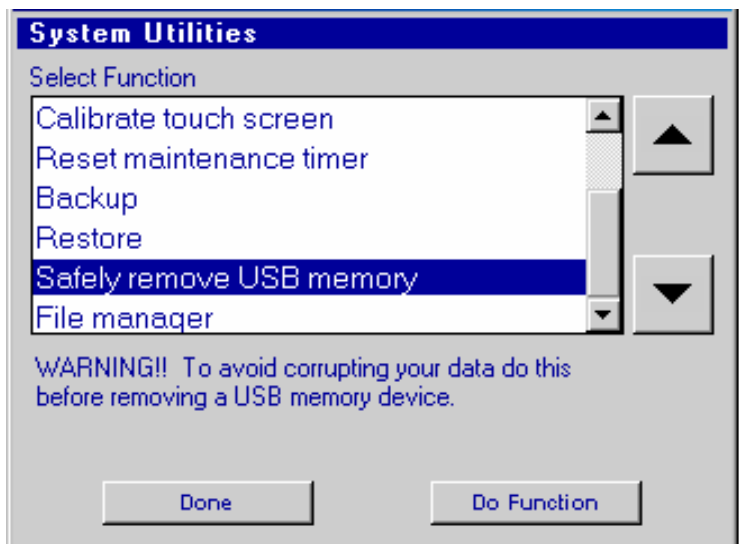 System Utilities
Select Function
Calibrate touch screen
Reset maintenance timer
Backup
Restore
Safely remove USB memory
File manager
WARNING!! To avoid corrupting your data do this
before removing a USB memory device.
Done
Do Function